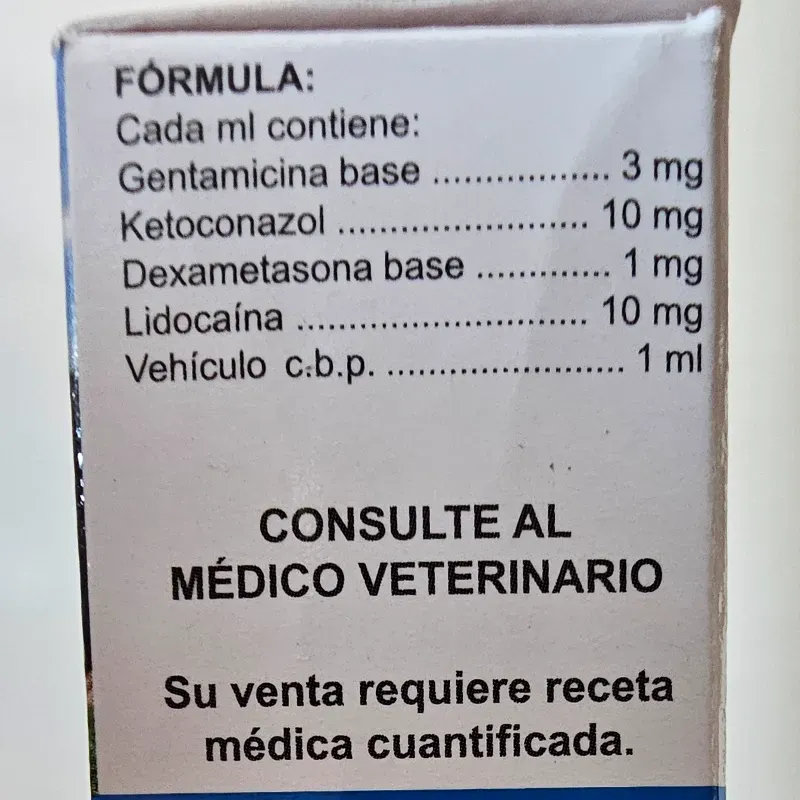 FÓRMULA:
Cada ml contiene:
Gentamicina base ................. 3 mg
Ketoconazol ........................ 10 mg
Dexametasona base ............. 1 mg
Lidocaína ............................ 10 mg
Vehículo c.b.p. ....................... 1 ml
CONSULTE AL
MÉDICO VETERINARIO
Su venta requiere receta
médica cuantificada.